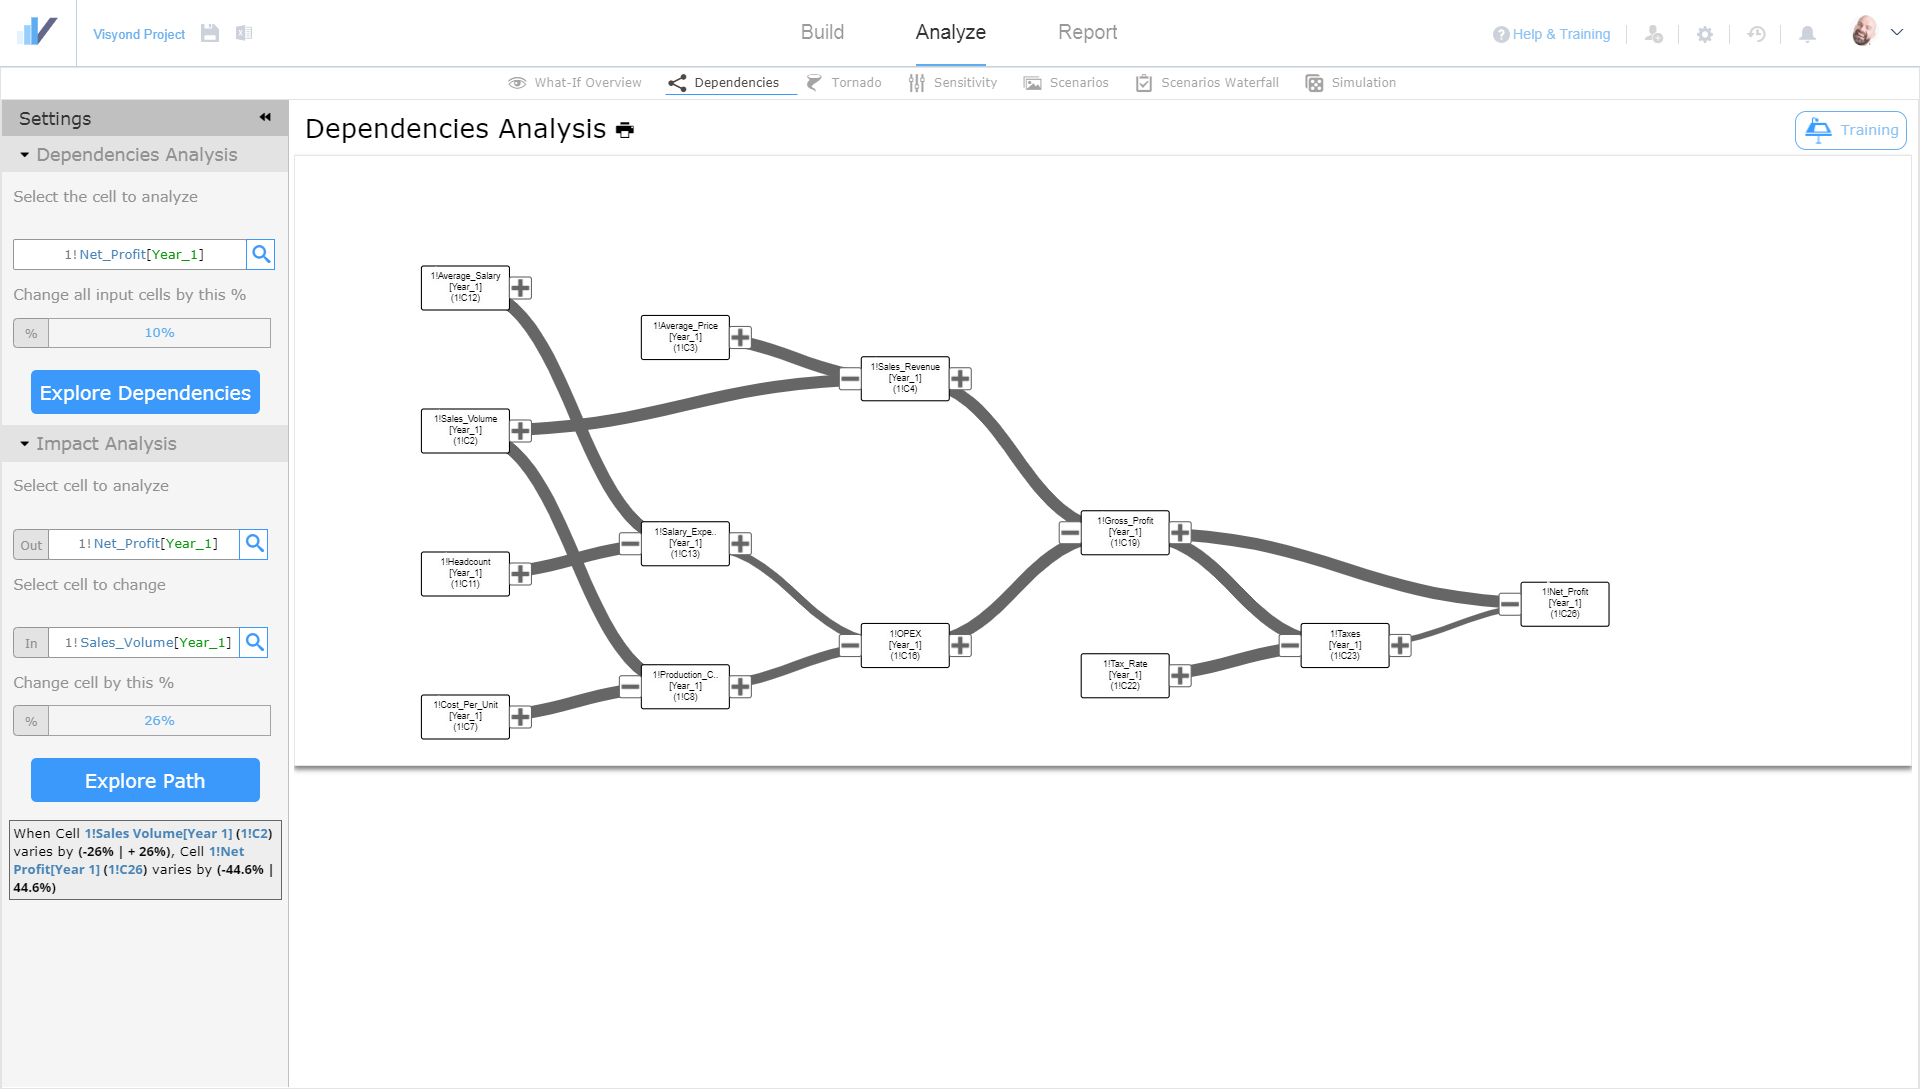 Visyond Project
Build
Analyze
Report
Help & Training
What-If Overview
Dependencies
Tornado
Sensitivity
Scenarios
Scenarios Waterfall
Simulation
Settings
Dependencies Analysis
Select the cell to analyze
1!Net_Profit[Year_1]
Change all input cells by this %
% 10%
Explore Dependencies
Impact Analysis
Select cell to analyze
Out 1!Net_Profit[Year_1]
Select cell to change
In 1!Sales_Volume[Year_1]
Change cell by this %
% 26%
Explore Path
When Cell 1!Sales Volume[Year 1] (1!C2)
varies by (-26% | + 26%), Cell 1!Net
Profit[Year 1] (1!C26) varies by (-44.6% |
44.6%)
Dependencies Analysis
Training
1!Average_Salary
[Year_1]
(1!C12)
1!Average_Price
[Year_1]
(1!C3)
1!Sales_Revenue
[Year_1]
(1!C4)
1!Sales_Volume
[Year_1]
(1!C2)
1!Salary_Expe..
[Year_1]
(1!C13)
1!Gross_Profit
[Year_1]
(1!C19)
1!Headcount
[Year_1]
(1!C11)
1!Net_Profit
[Year_1]
(1!C26)
1!OPEX
[Year_1]
(1!C16)
1!Taxes
[Year_1]
(1!C23)
1!Tax_Rate
[Year_1]
(1!C22)
1!Production_C..
[Year_1]
(1!C8)
1!Cost_Per_Unit
[Year_1]
(1!C7)